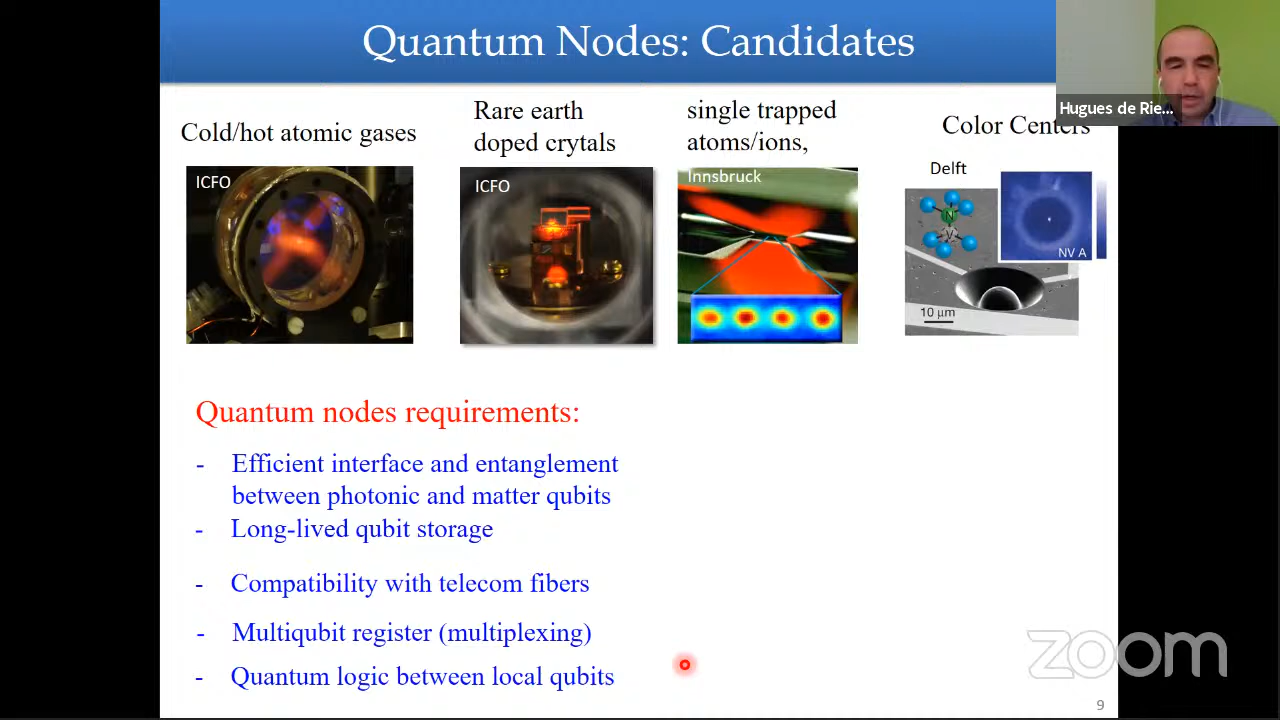 Quantum Nodes: Candidates
Hugues de Rie...
Cold/hot atomic gases
Rare earth
doped crytals
single trapped
atoms/ions,
Color Centers
ICFO
ICFO
Innsbruck
Delft
N
V
NV A
10 μm
Quantum nodes requirements:
- Efficient interface and entanglement
between photonic and matter qubits
- Long-lived qubit storage
- Compatibility with telecom fibers
- Multiqubit register (multiplexing)
- Quantum logic between local qubits
zoom
9